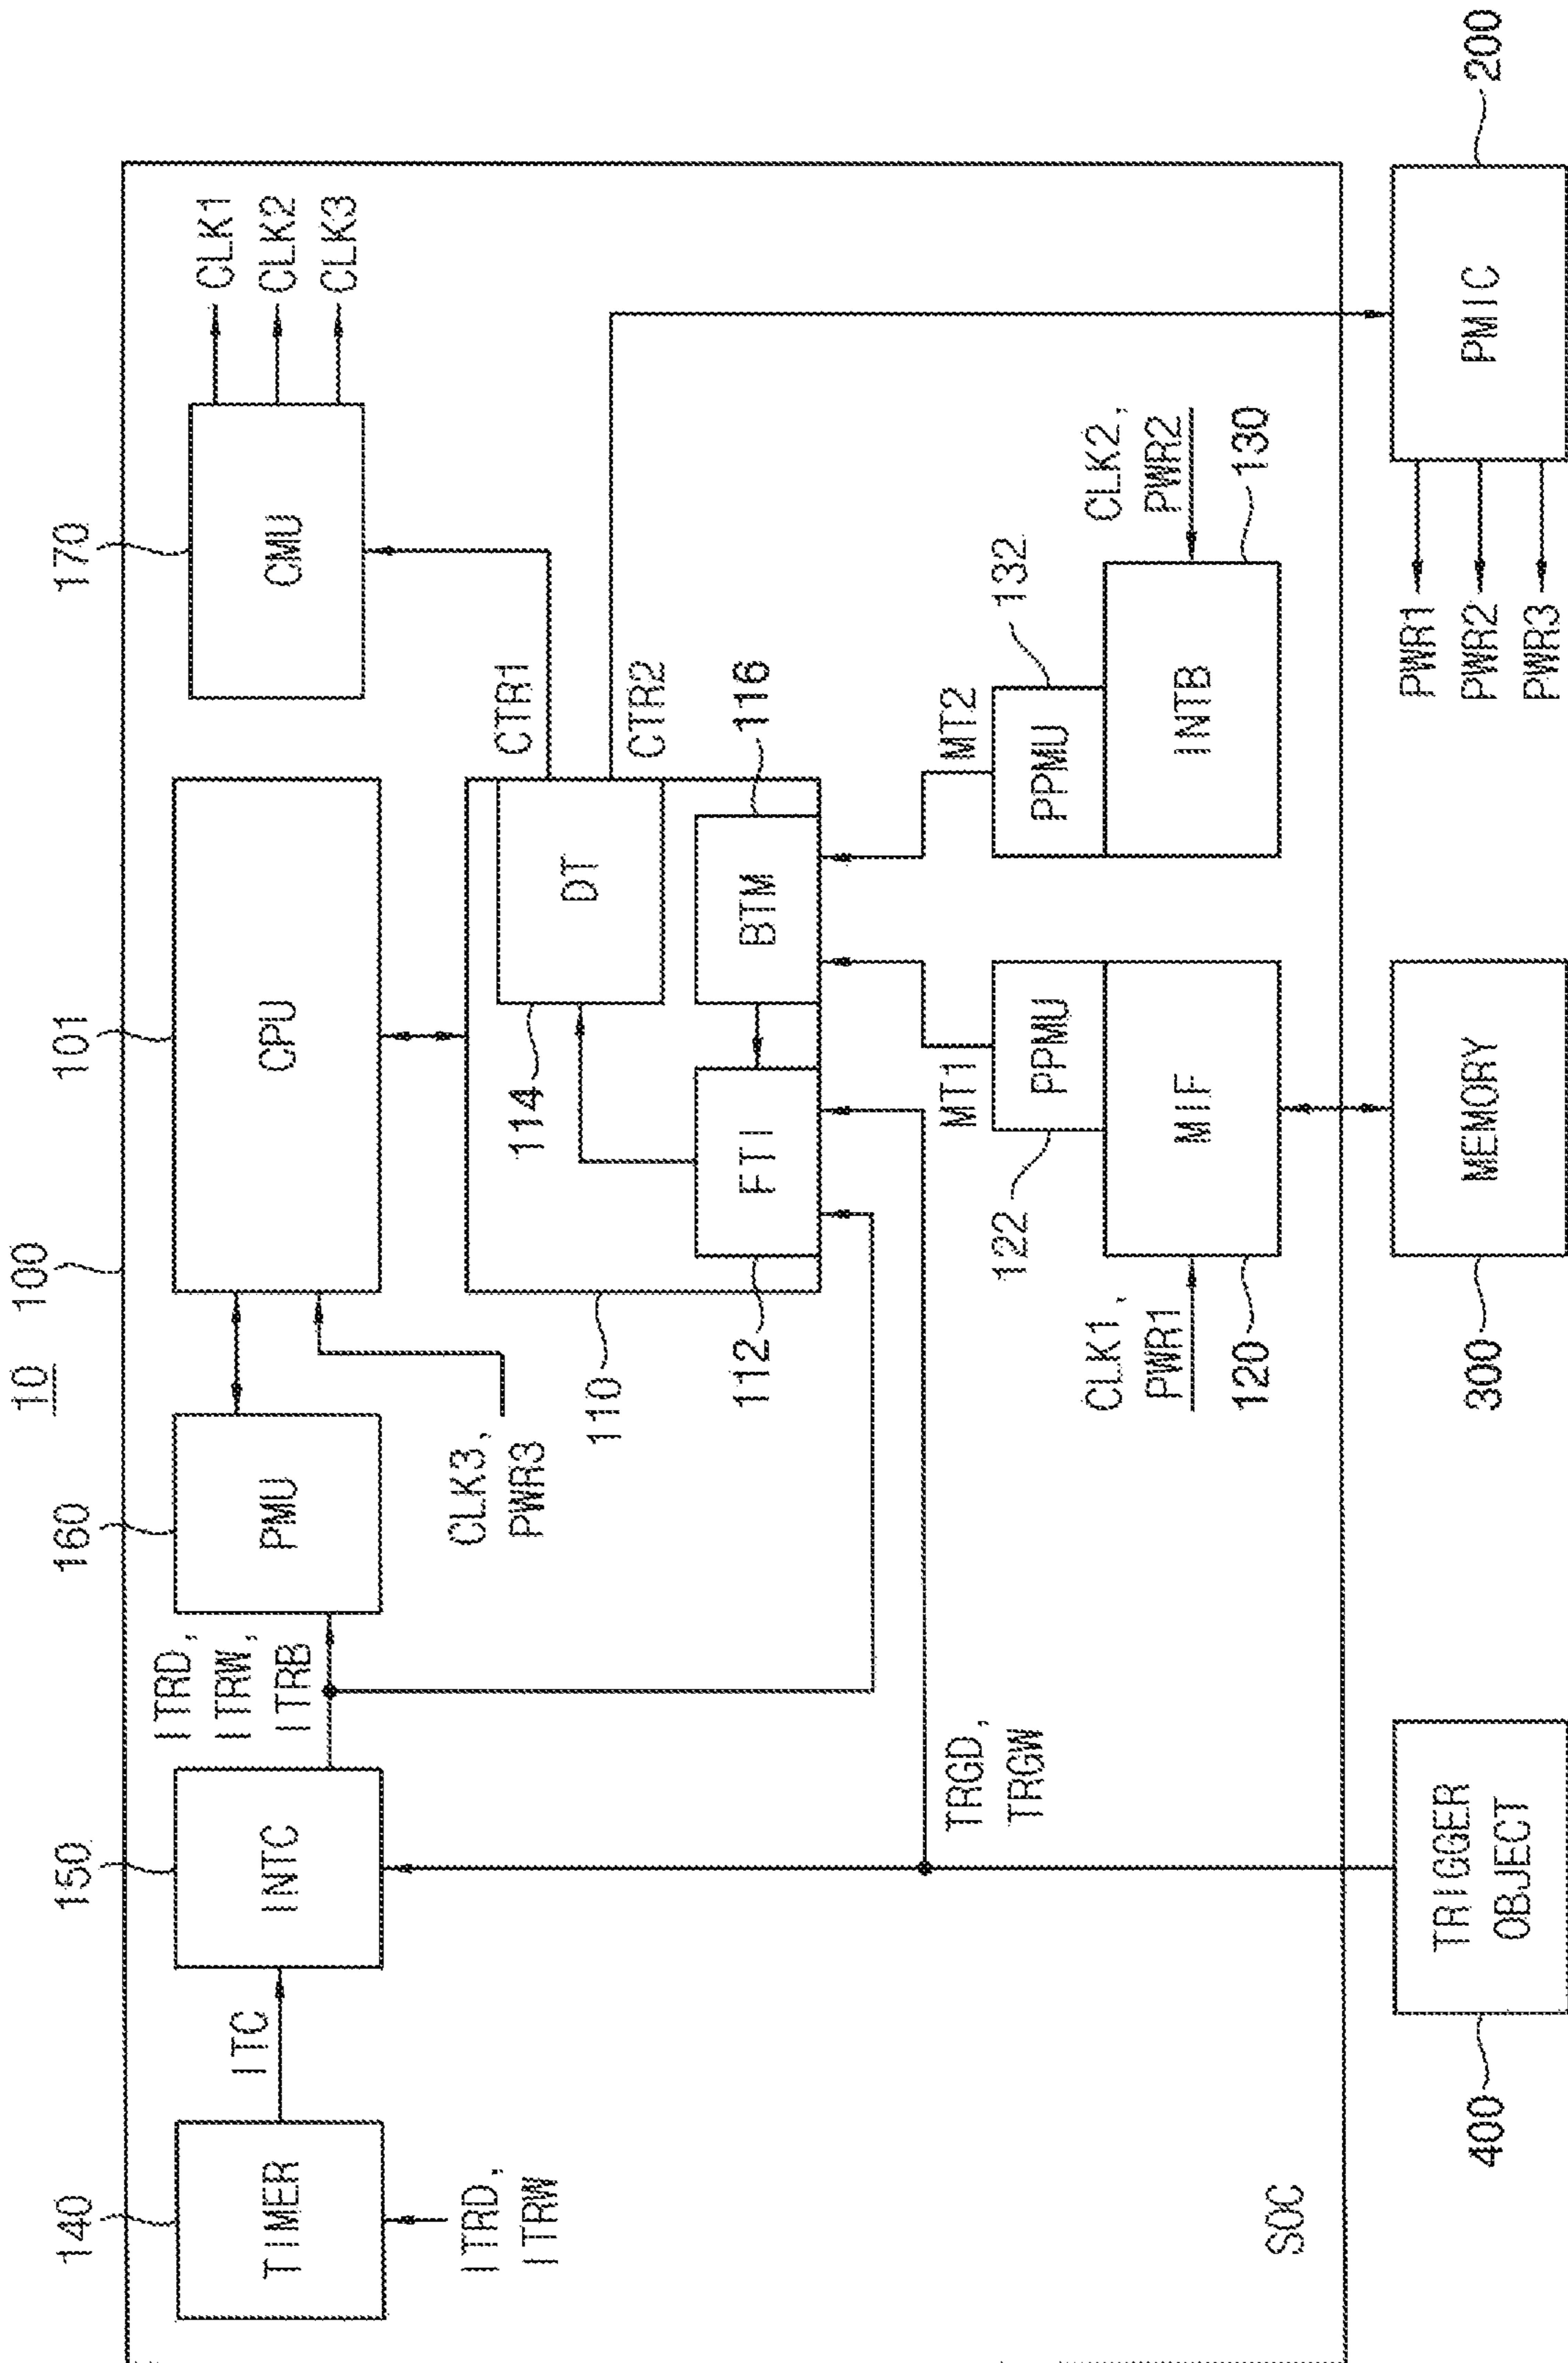 10
100
140
150
160
101
170
TIMER
ITC
INTC
ITRD,
ITRW,
ITRB
PMU
CPU
CMU
CLK1
CLK2
CLK3
ITRD,
ITRW
CLK3,
PWR3
110
114
DT
CTR1
CTR2
112
FTI
BTM
116
TRGD,
TRGW
MT1
MT2
122
PPMU
PPMU
132
CLK1,
PWR1
120
MIF
INTB
CLK2,
PWR2
130
SOC
400
TRIGGER
OBJECT
300
MEMORY
PWR1
PWR2
PWR3
PMIC
200